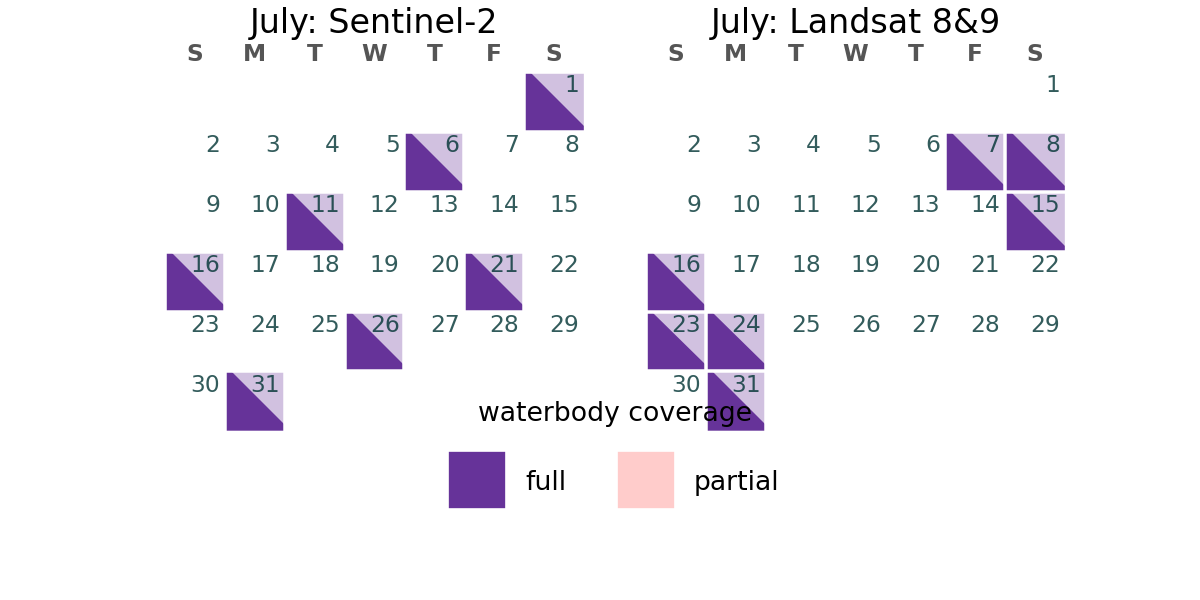 July: Sentinel-2
S M T W T F S
1
2 3 4 5 6 7 8
9 10 11 12 13 14 15
16 17 18 19 20 21 22
23 24 25 26 27 28 29
30 31
July: Landsat 8&9
S M T W T F S
1
2 3 4 5 6 7 8
9 10 11 12 13 14 15
16 17 18 19 20 21 22
23 24 25 26 27 28 29
30 31
waterbody coverage
full partial